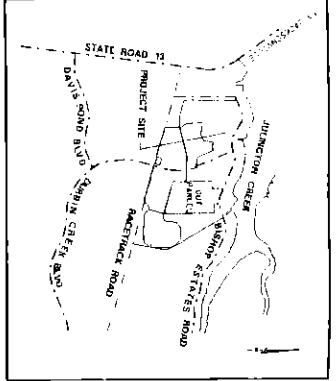 STATE ROAD 13
JULINGTON CREEK
PROJECT SITE
DAVIS POND BLVD
OUT
PARCEL
DURBIN CREEK BLVD
RACETRACK ROAD
BISHOP ESTATES ROAD